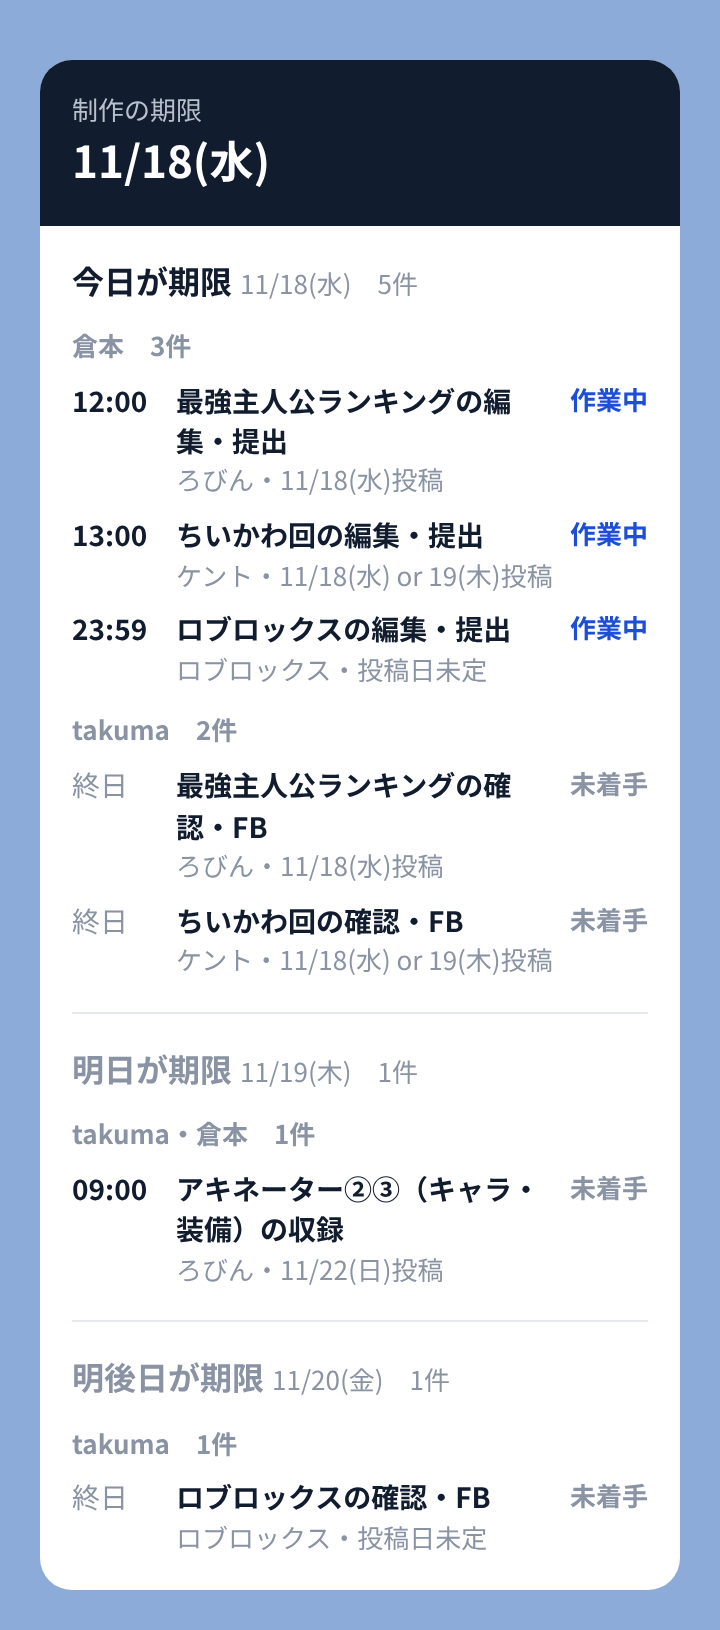 制作の期限
11/18(水)
今日が期限 11/18(水)　5件
倉本　3件
12:00 最強主人公ランキングの編 作業中
集・提出
ろびん・11/18(水)投稿
13:00 ちいかわ回の編集・提出 作業中
ケント・11/18(水) or 19(木)投稿
23:59 ロブロックスの編集・提出 作業中
ロブロックス・投稿日未定
takuma　2件
終日 最強主人公ランキングの確 未着手
認・FB
ろびん・11/18(水)投稿
終日 ちいかわ回の確認・FB 未着手
ケント・11/18(水) or 19(木)投稿
明日が期限 11/19(木)　1件
takuma・倉本　1件
09:00 アキネーター②③（キャラ・ 未着手
装備）の収録
ろびん・11/22(日)投稿
明後日が期限 11/20(金)　1件
takuma　1件
終日 ロブロックスの確認・FB 未着手
ロブロックス・投稿日未定